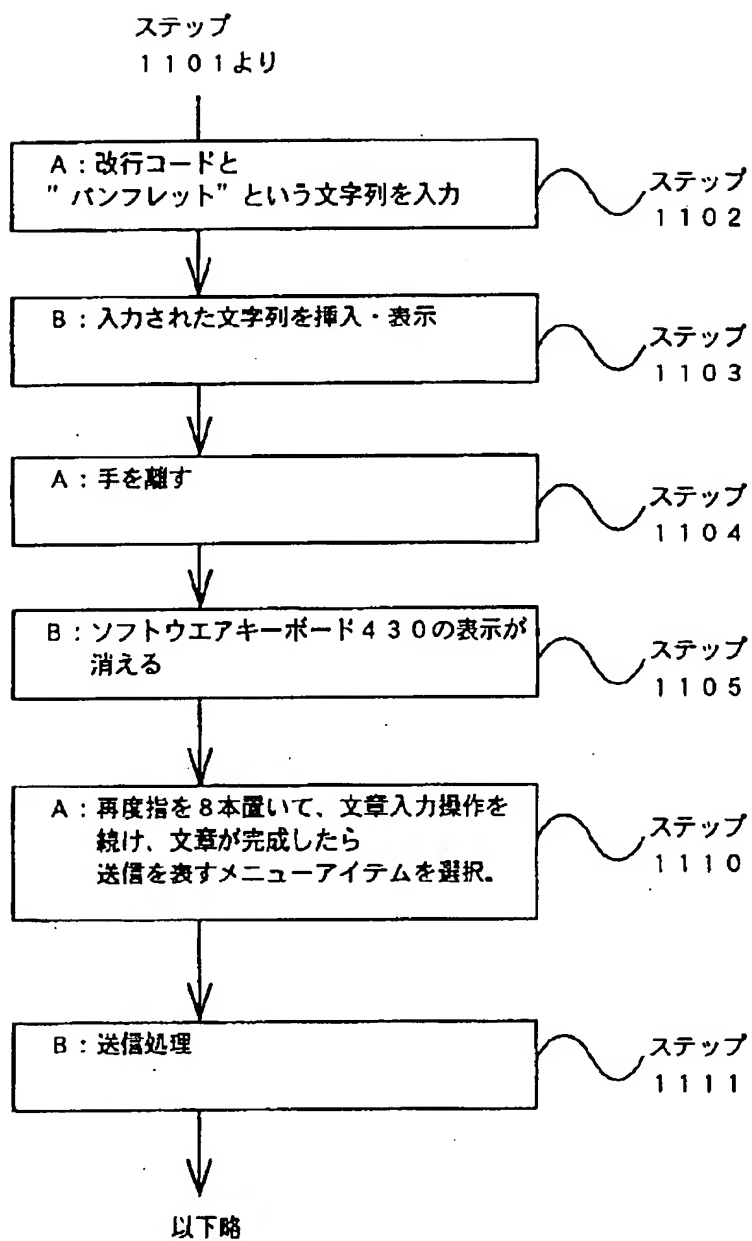 ステップ
１１０１より
A：改行コードと
”パンフレット”という文字列を入力
ステップ
１１０２
B：入力された文字列を挿入・表示
ステップ
１１０３
A：手を離す
ステップ
１１０４
B：ソフトウエアキーボード４３０の表示が
消える
ステップ
１１０５
A：再度指を８本置いて、文章入力操作を
続け、文章が完成したら
送信を表すメニューアイテムを選択。
ステップ
１１１０
B：送信処理
ステップ
１１１１
以下略